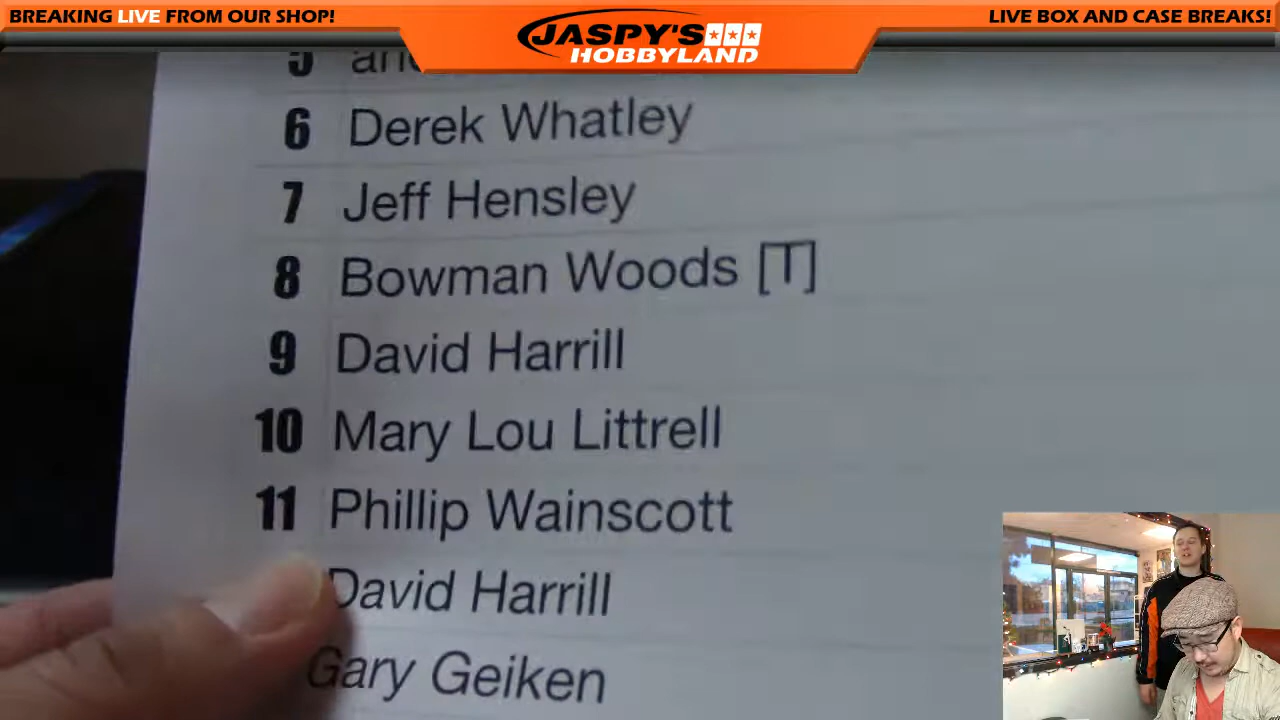 BREAKING LIVE FROM OUR SHOP!
JASPY'S
HOBBYLAND
LIVE BOX AND CASE BREAKS!
5
6 Derek Whatley
7 Jeff Hensley
8 Bowman Woods [T]
9 David Harrill
10 Mary Lou Littrell
11 Phillip Wainscott
David Harrill
Gary Geiken